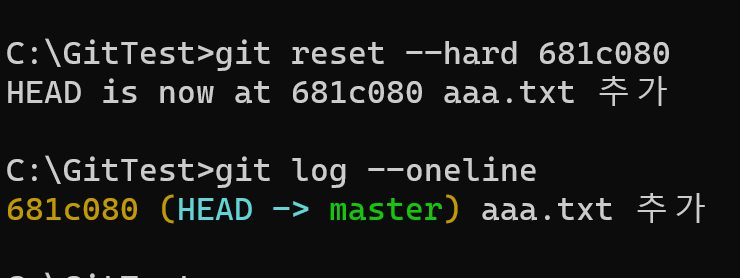 C:\GitTest>git reset --hard 681c080
HEAD is now at 681c080 aaa.txt 추가
C:\GitTest>git log --oneline
681c080 (HEAD -> master) aaa.txt 추가